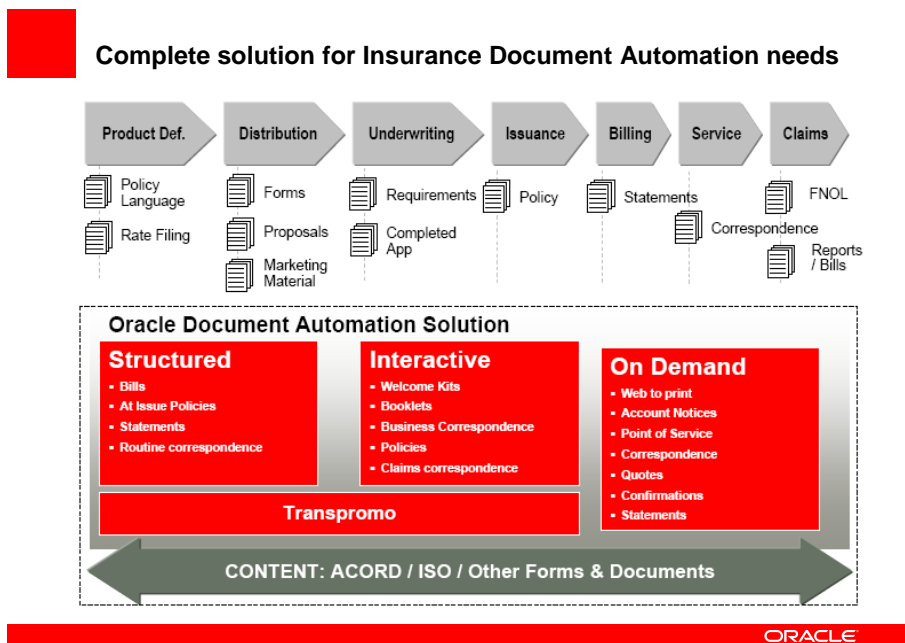 Complete solution for Insurance Document Automation needs
Product Def.
Distribution
Underwriting
Issuance
Billing
Service
Claims
Policy
Language
Rate Filing
Forms
Proposals
Marketing
Material
Requirements
Completed
App
Policy
Statements
Correspondence
FNOL
Reports
/ Bills
Oracle Document Automation Solution
Structured
▪ Bills
▪ At Issue Policies
▪ Statements
▪ Routine correspondence
Interactive
▪ Welcome Kits
▪ Booklets
▪ Business Correspondence
▪ Policies
▪ Claims correspondence
On Demand
▪ Web to print
▪ Account Notices
▪ Point of Service
▪ Correspondence
▪ Quotes
▪ Confirmations
▪ Statements
Transpromo
CONTENT: ACORD / ISO / Other Forms & Documents
ORACLE